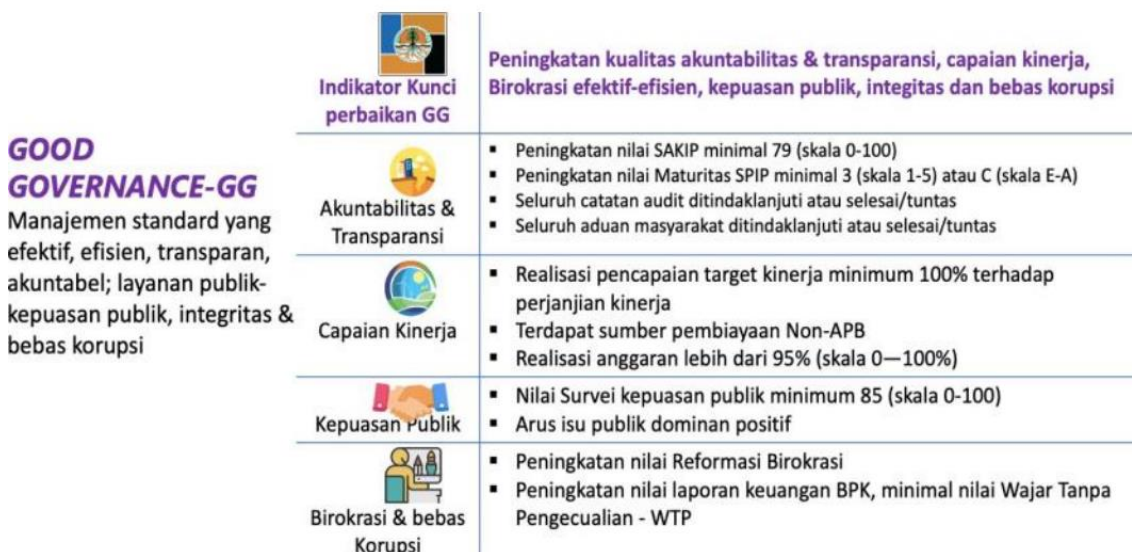 GOOD
GOVERNANCE-GG
Manajemen standard yang
efektif, efisien, transparan,
akuntabel; layanan publik-
kepuasan publik, integritas &
bebas korupsi
Indikator Kunci
perbaikan GG
Peningkatan kualitas akuntabilitas & transparansi, capaian kinerja,
Birokrasi efektif-efisien, kepuasan publik, integitas dan bebas korupsi
Akuntabilitas &
Transparansi
▪ Peningkatan nilai SAKIP minimal 79 (skala 0-100)
▪ Peningkatan nilai Maturitas SPIP minimal 3 (skala 1-5) atau C (skala E-A)
▪ Seluruh catatan audit ditindaklanjuti atau selesai/tuntas
▪ Seluruh aduan masyarakat ditindaklanjuti atau selesai/tuntas
Capaian Kinerja
▪ Realisasi pencapaian target kinerja minimum 100% terhadap
perjanjian kinerja
▪ Terdapat sumber pembiayaan Non-APB
▪ Realisasi anggaran lebih dari 95% (skala 0—100%)
Kepuasan Publik
▪ Nilai Survei kepuasan publik minimum 85 (skala 0-100)
▪ Arus isu publik dominan positif
Birokrasi & bebas
Korupsi
▪ Peningkatan nilai Reformasi Birokrasi
▪ Peningkatan nilai laporan keuangan BPK, minimal nilai Wajar Tanpa
Pengecualian - WTP